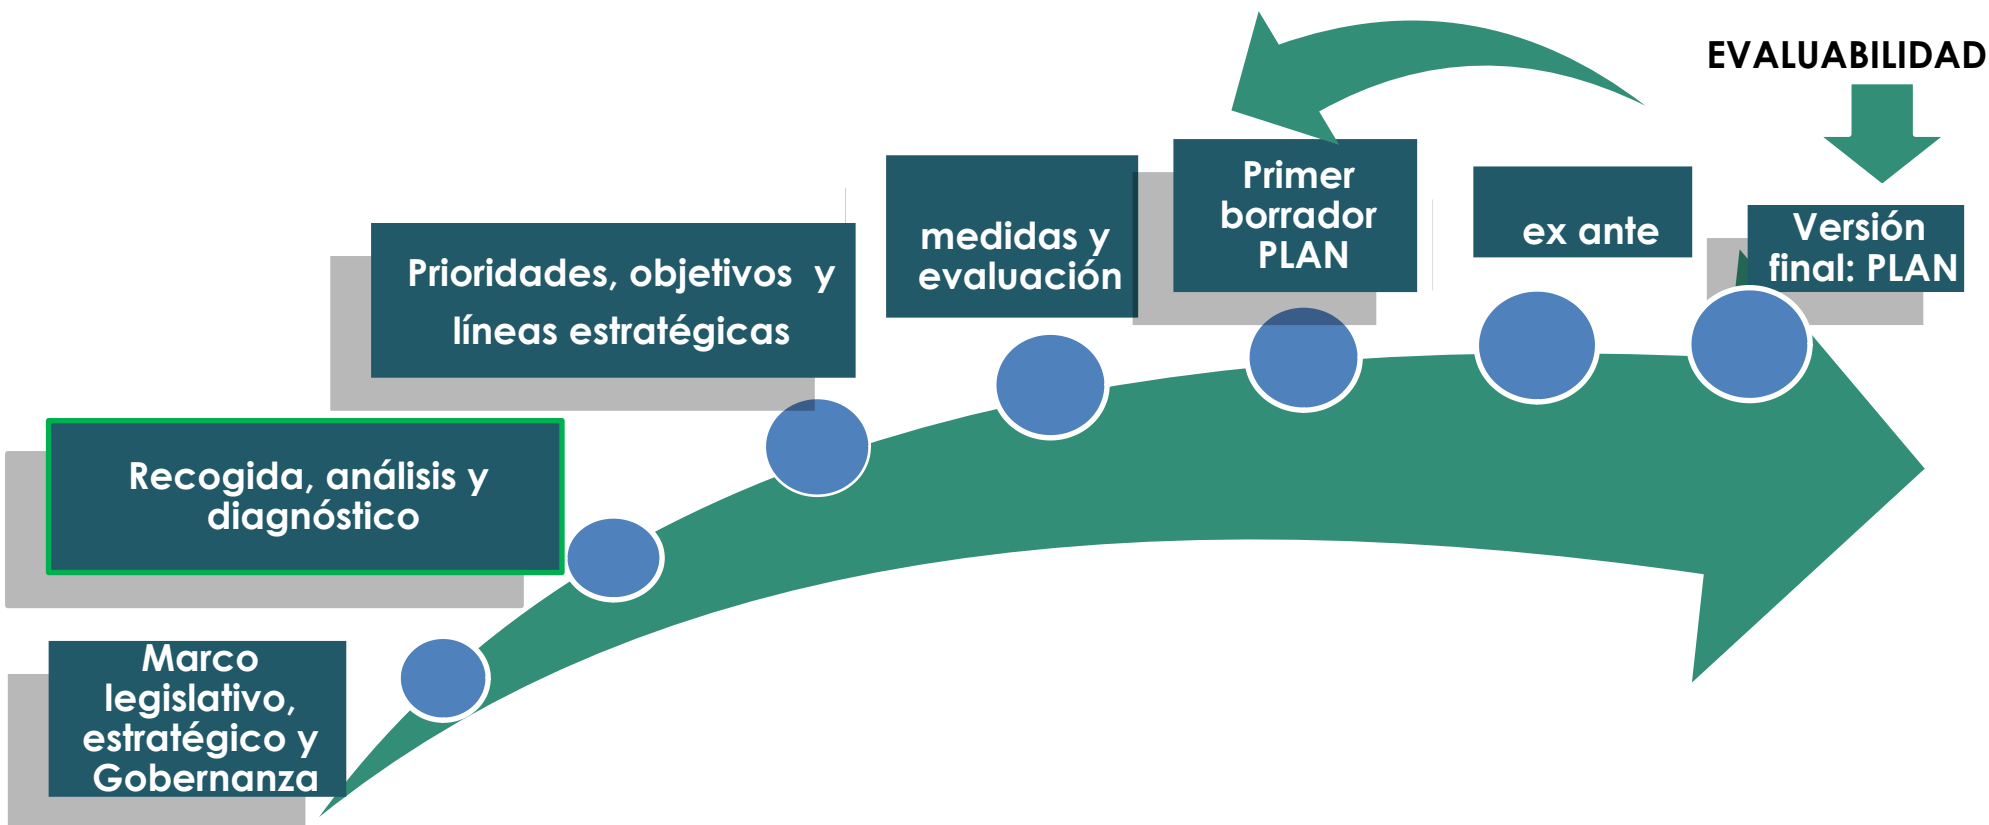 EVALUABILIDAD
Marco
legislativo,
estratégico y
Gobernanza
Recogida, análisis y
diagnóstico
Prioridades, objetivos y
líneas estratégicas
medidas y
evaluación
Primer
borrador
PLAN
ex ante
Versión
final: PLAN